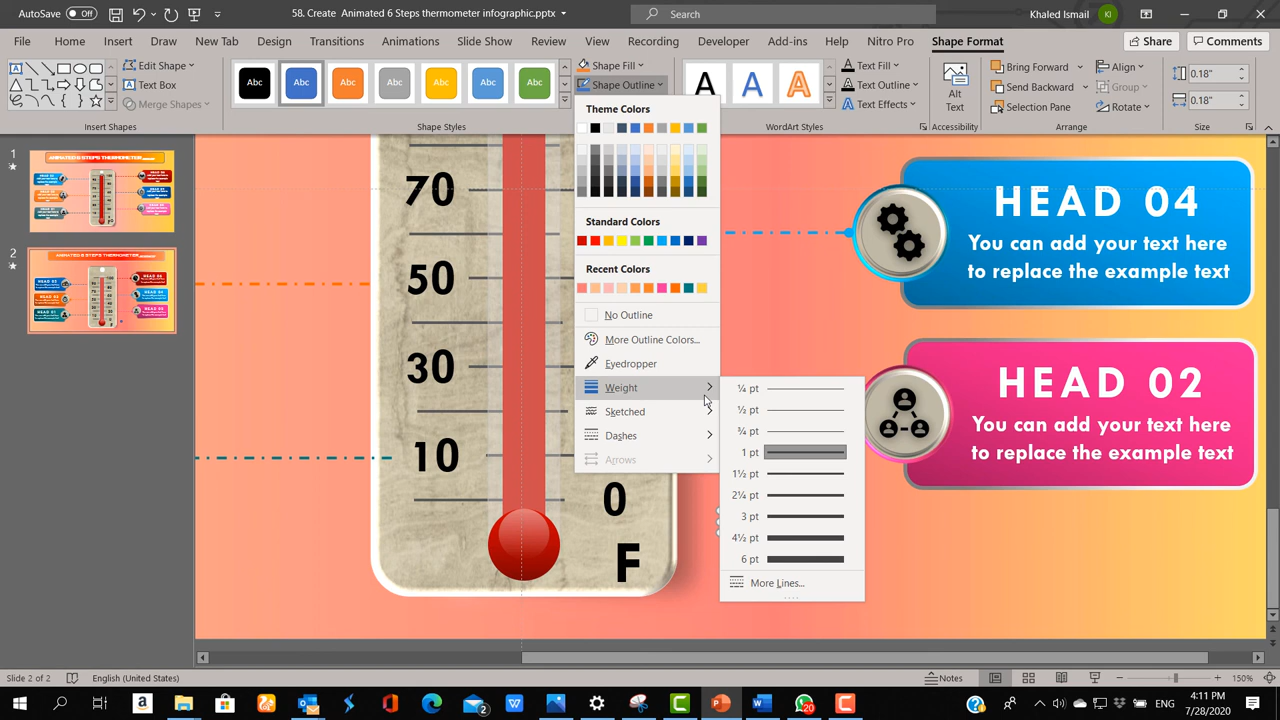 AutoSave Off
58. Create Animated 6 Steps thermometer infographic.pptx
Search
Khaled Ismail
KI
File Home Insert Draw New Tab Design Transitions Animations Slide Show Review View Recording Developer Add-ins Help Nitro Pro Shape Format
Share Comments
Edit Shape
Text Box
Merge Shapes
Insert Shapes
Abc Abc Abc Abc Abc Abc Abc
Shape Styles
Shape Fill
Shape Outline
A A A
WordArt Styles
Text Fill
Text Outline
Text Effects
Alt
Text
Accessibility
Bring Forward
Send Backward
Selection Pane
Align
Group
Rotate
Arrange
0.18"
0.18"
Size
Theme Colors
Standard Colors
Recent Colors
No Outline
More Outline Colors...
Eyedropper
Weight
Sketched
Dashes
Arrows
¼ pt
½ pt
¾ pt
1 pt
1½ pt
2¼ pt
3 pt
4½ pt
6 pt
More Lines...
1
ANIMATED 6 STEPS THERMOMETER
2
70
50
30
10
0
F
HEAD 04
You can add your text here
to replace the example text
HEAD 02
You can add your text here
to replace the example text
Slide 2 of 2
English (United States)
Notes
150%
2
20
ENG
4:11 PM
7/28/2020